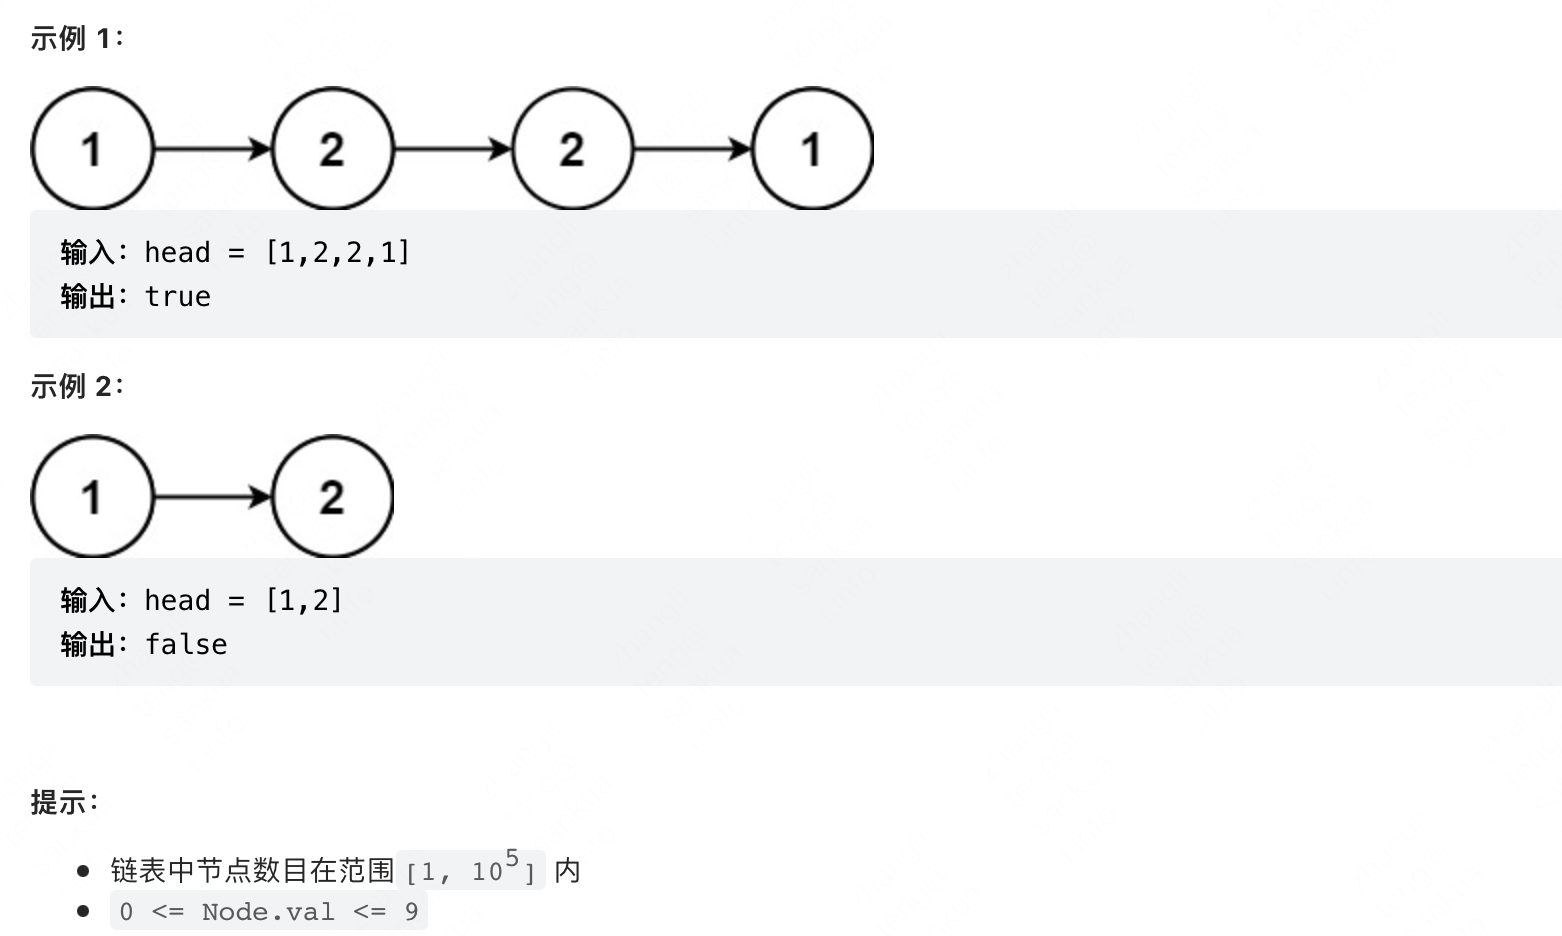 示例 1：
1 2 2 1
输入：head = [1,2,2,1]
输出：true
示例 2：
1 2
输入：head = [1,2]
输出：false
提示：
链表中节点数目在范围[1, 10⁵] 内
0 <= Node.val <= 9